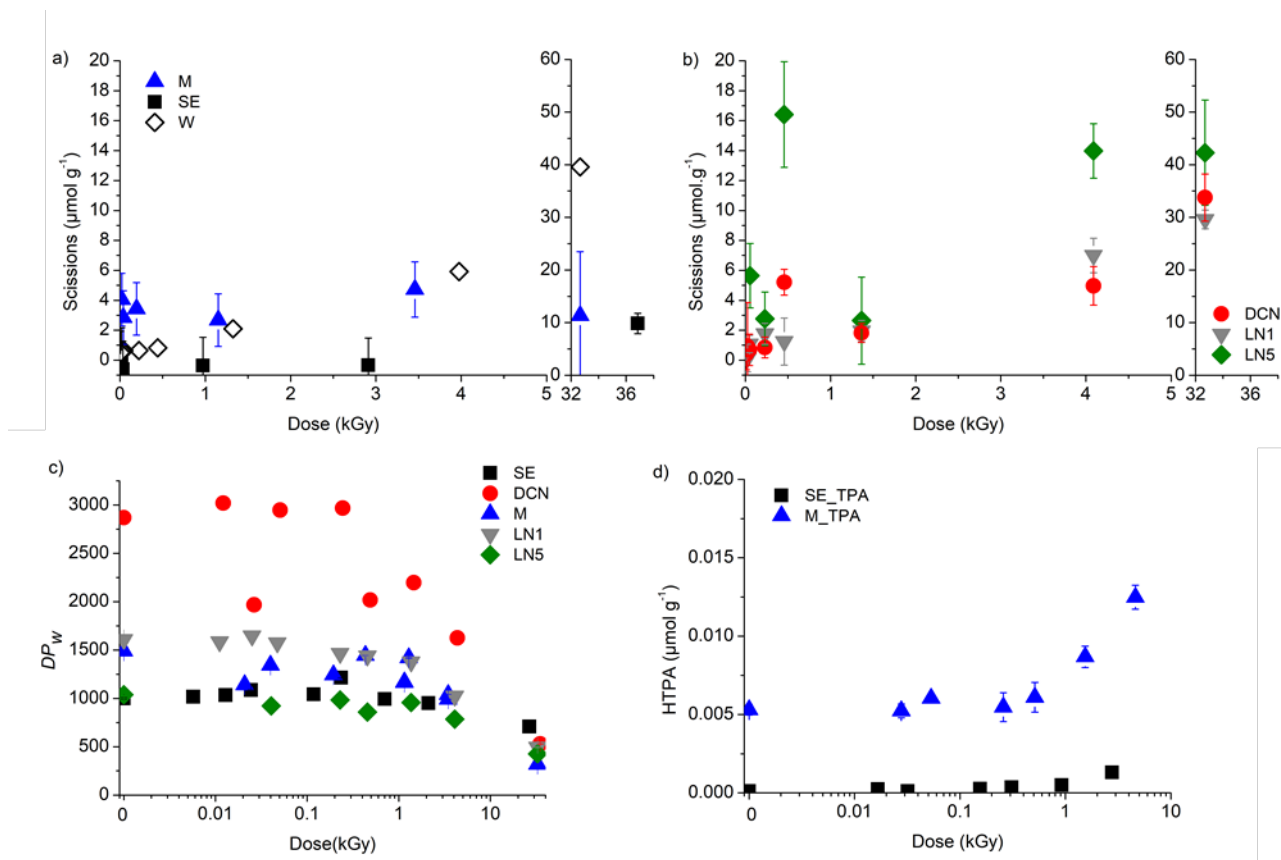 a)
M
SE
W
Scissions (µmol g⁻¹)
20
18
16
14
12
10
8
6
4
2
0
0 1 2 3 4 5
Dose (kGy)
60
50
40
30
20
10
0
32 36
b)
Scissions (µmol.g⁻¹)
20
18
16
14
12
10
8
6
4
2
0
0 1 2 3 4 5
Dose (kGy)
60
50
40
30
20
10
0
32 36
DCN
LN1
LN5
c)
SE
DCN
M
LN1
LN5
DPw
3000
2500
2000
1500
1000
500
0
0 0.01 0.1 1 10
Dose(kGy)
d)
SE_TPA
M_TPA
HTPA (µmol g⁻¹)
0.020
0.015
0.010
0.005
0.000
0 0.01 0.1 1 10
Dose (kGy)